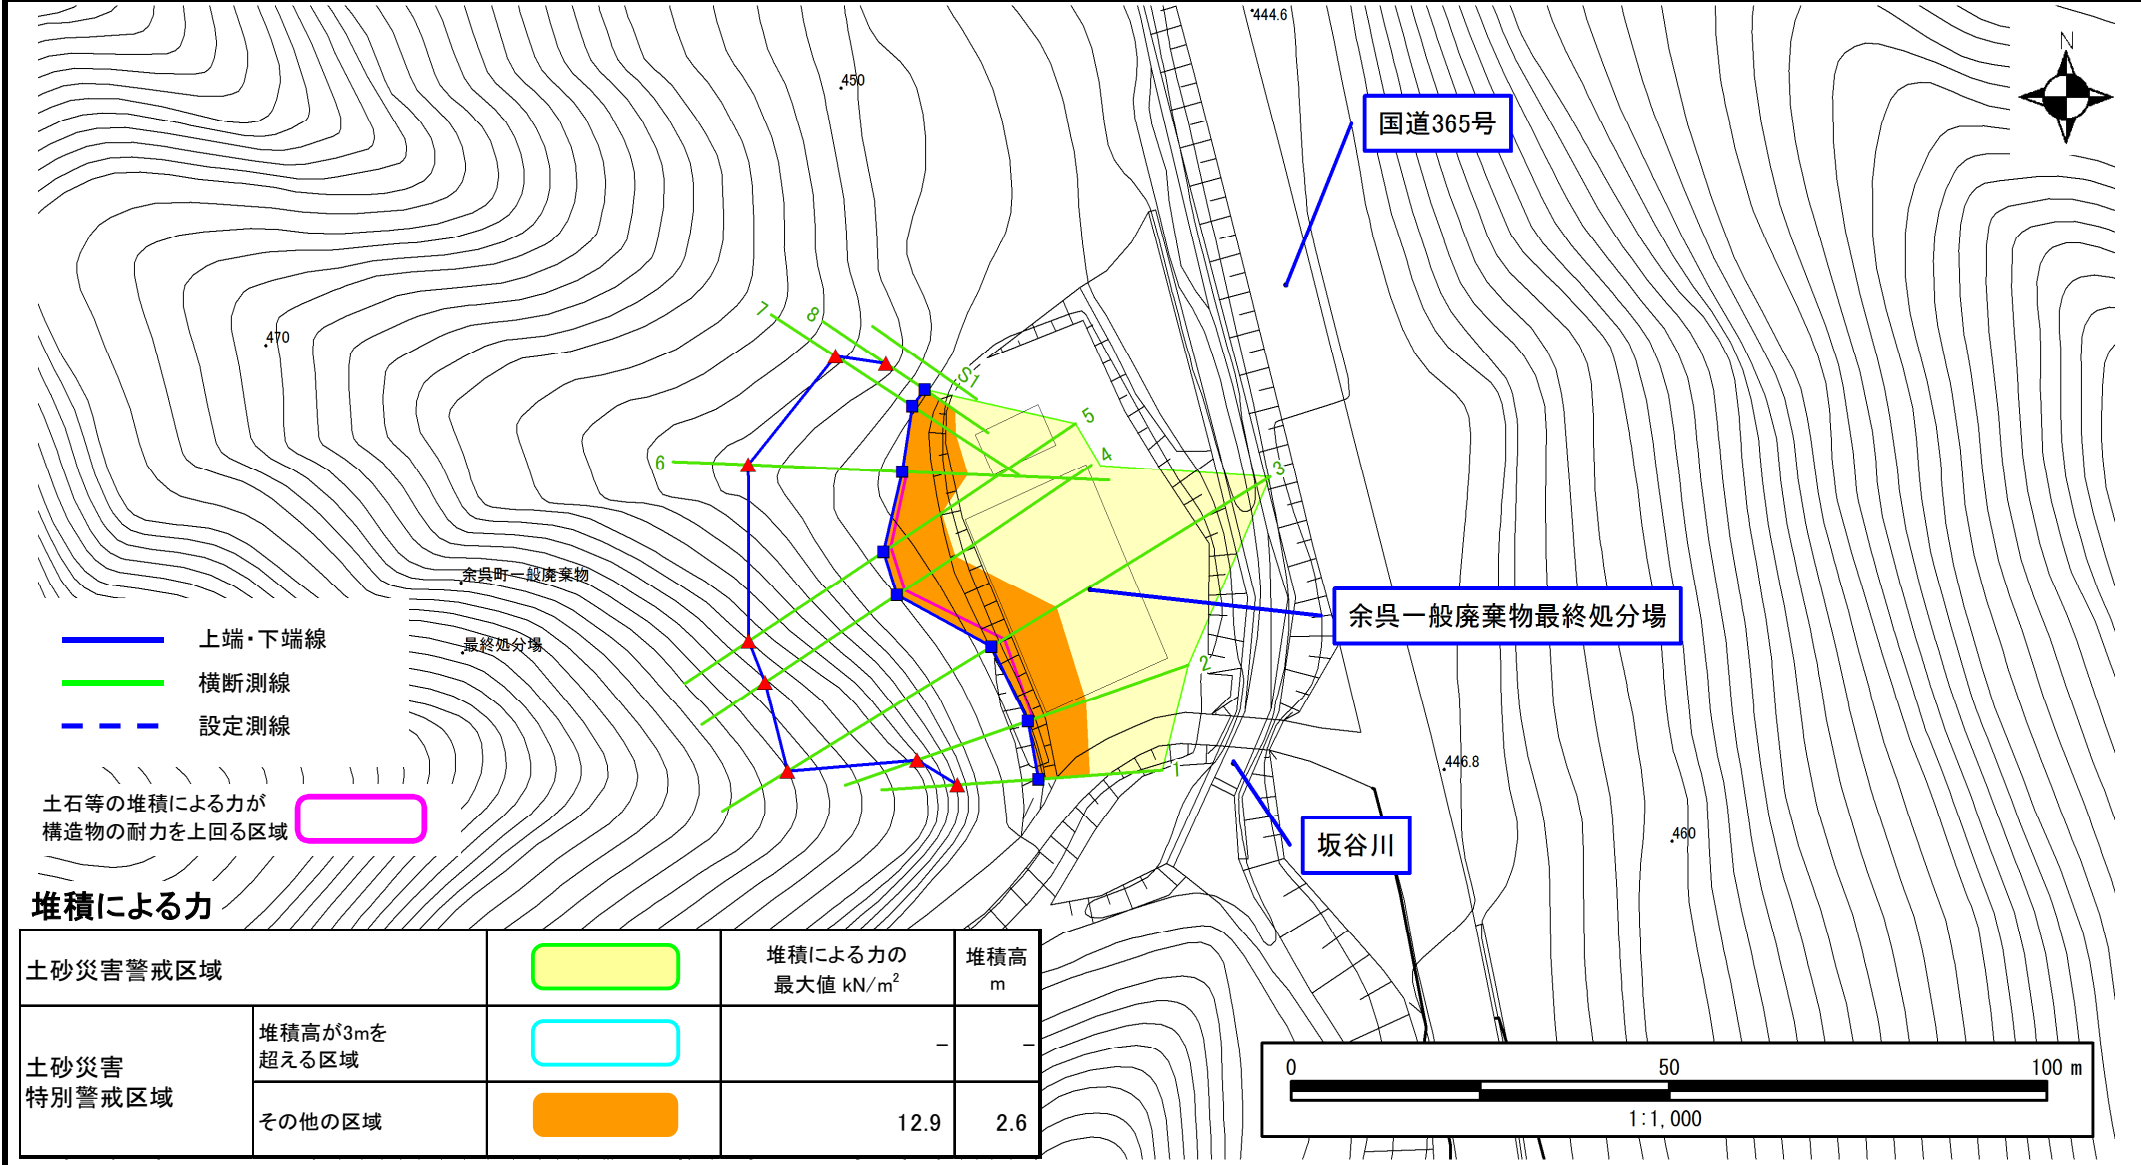 444.6
N
450
国道365号
470
7
8
S1
5
4
3
6
余呉町一般廃棄物
最終処分場
余呉一般廃棄物最終処分場
2
1
446.8
460
坂谷川
上端・下端線
横断測線
設定測線
土石等の堆積による力が
構造物の耐力を上回る区域
堆積による力
土砂災害警戒区域
堆積による力の
最大値 kN/m²
堆積高
m
土砂災害
特別警戒区域
堆積高が3mを
超える区域
－
－
その他の区域
12.9
2.6
0
50
100 m
1:1,000